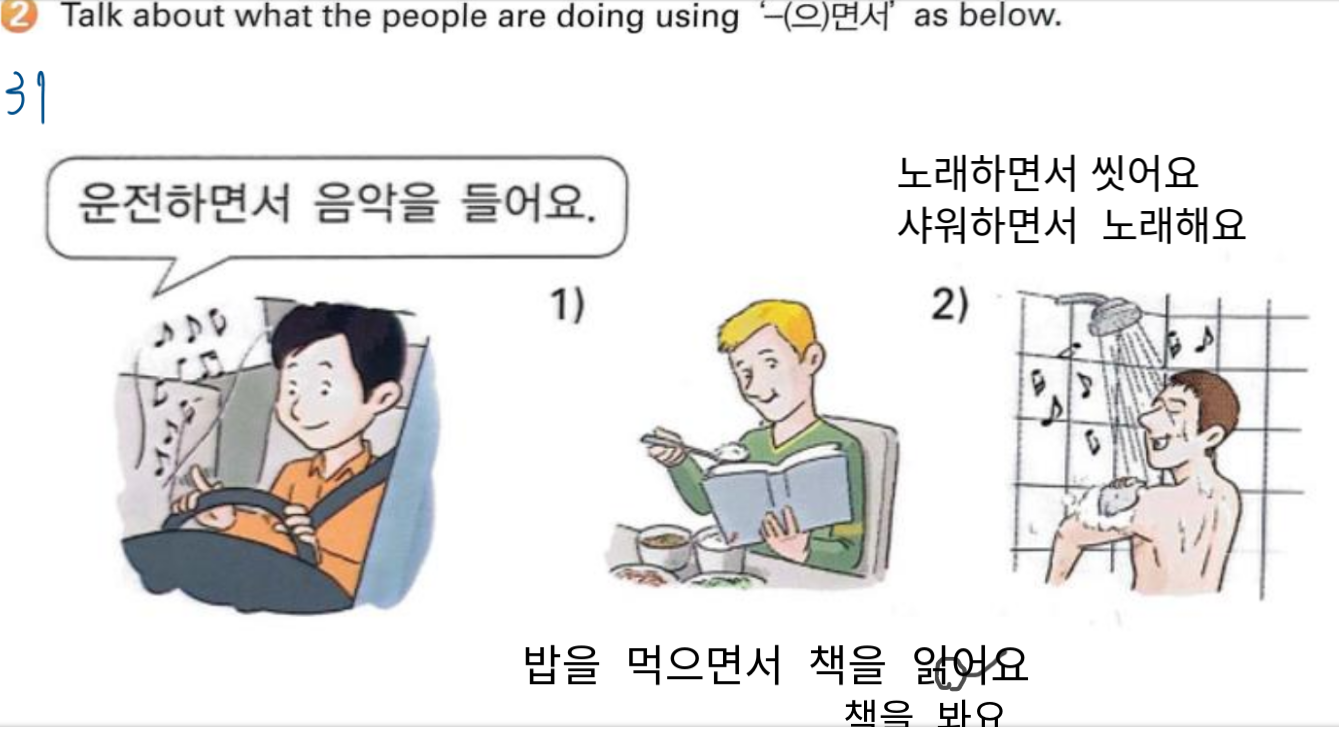 2 Talk about what the people are doing using ‘–(으)면서’ as below.
운전하면서 음악을 들어요.
노래하면서 씻어요
샤워하면서 노래해요
1)
2)
밥을 먹으면서 책을 읽어요
책을 봐요